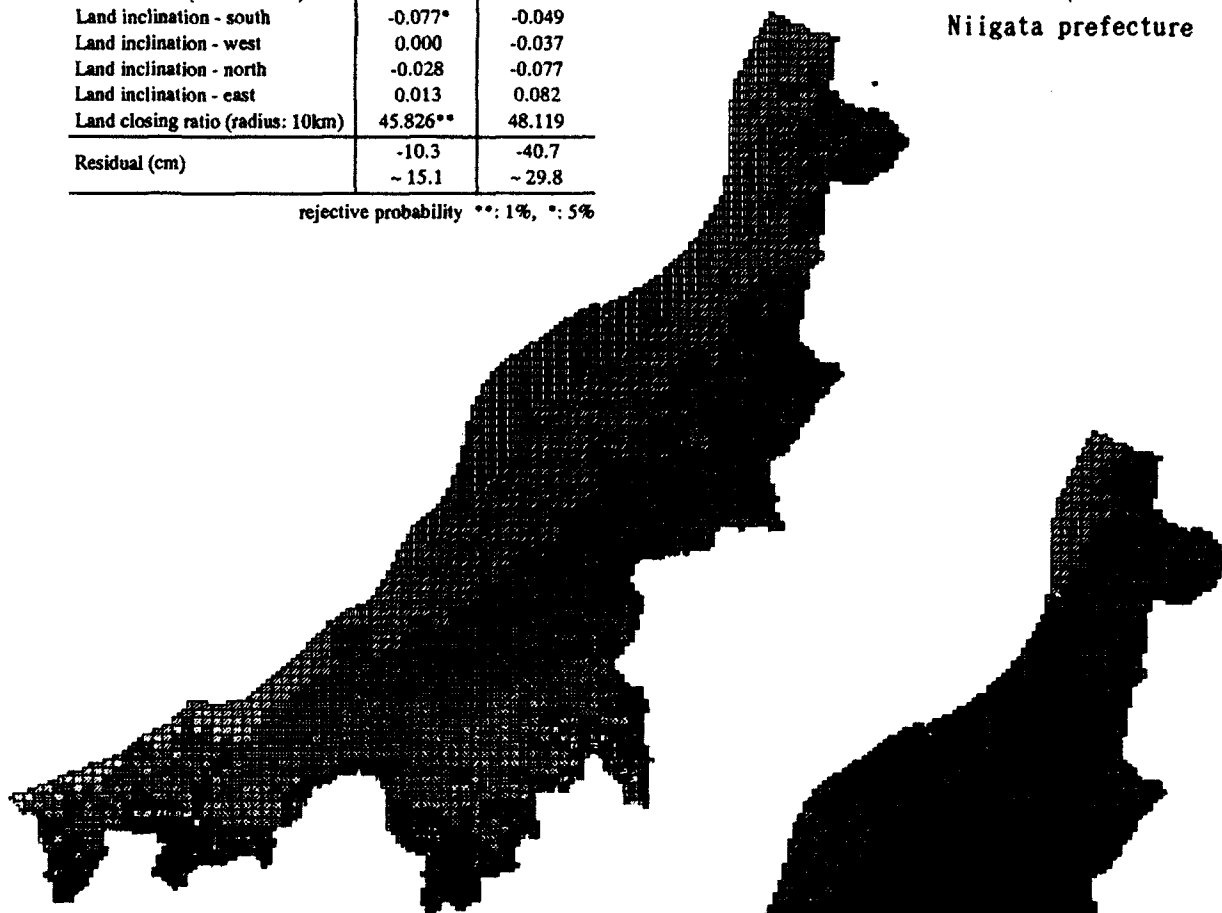 Land inclination - south -0.077* -0.049
Land inclination - west 0.000 -0.037
Land inclination - north -0.028 -0.077
Land inclination - east 0.013 0.082
Land closing ratio (radius: 10km) 45.826** 48.119
Residual (cm) -10.3 -40.7
~ 15.1 ~ 29.8
rejective probability **: 1%, *: 5%
Niigata prefecture